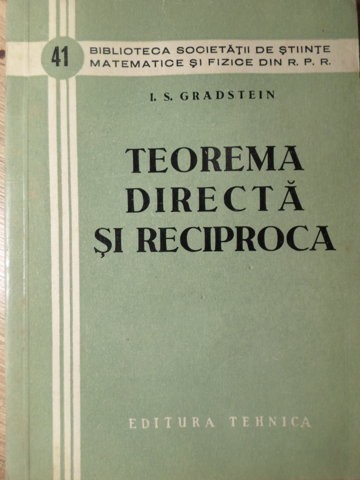 41
BIBLIOTECA SOCIETĂȚII DE ȘTIINȚE
MATEMATICE ȘI FIZICE DIN R. P. R.
I. S. GRADSTEIN
TEOREMA
DIRECTĂ
ȘI RECIPROCA
EDITURA TEHNICA